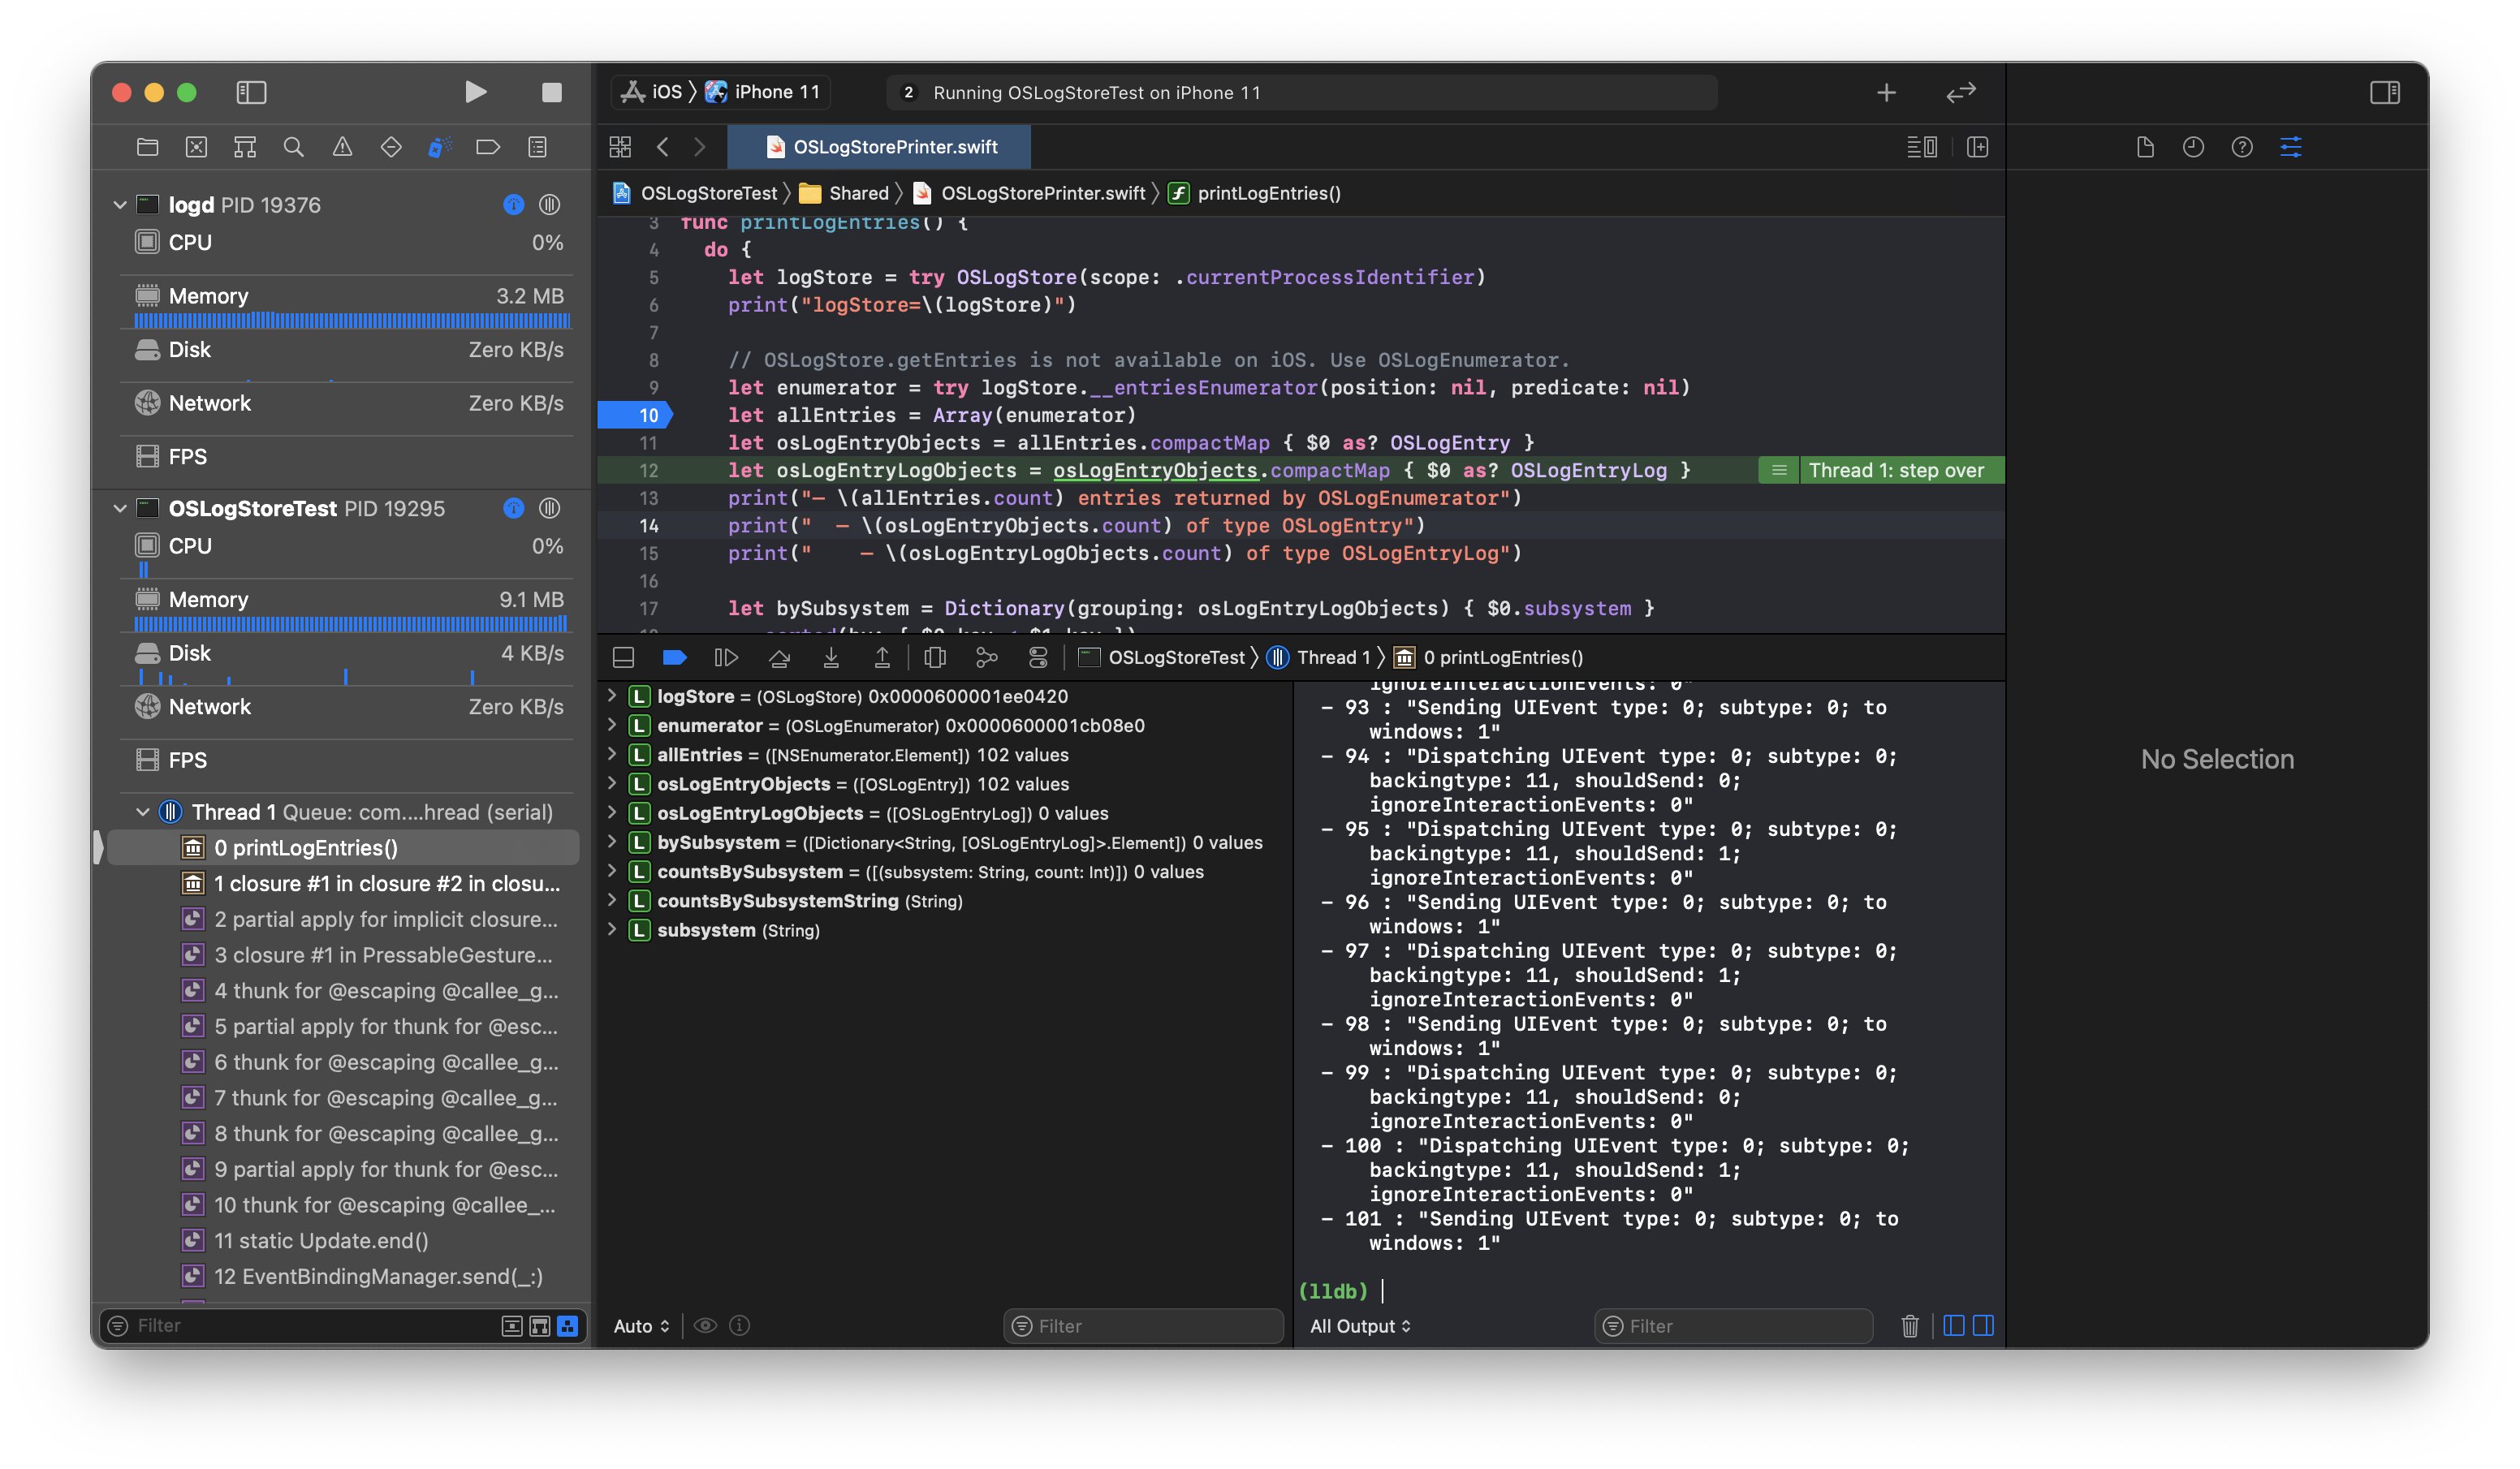 iOS 〉 iPhone 11
2 Running OSLogStoreTest on iPhone 11
OSLogStorePrinter.swift
OSLogStoreTest 〉 Shared 〉 OSLogStorePrinter.swift 〉 printLogEntries()
logd PID 19376
CPU 0%
Memory 3.2 MB
Disk Zero KB/s
Network Zero KB/s
FPS
OSLogStoreTest PID 19295
CPU 0%
Memory 9.1 MB
Disk 4 KB/s
Network Zero KB/s
FPS
Thread 1 Queue: com....hread (serial)
0 printLogEntries()
1 closure #1 in closure #2 in closu...
2 partial apply for implicit closure...
3 closure #1 in PressableGesture...
4 thunk for @escaping @callee_g...
5 partial apply for thunk for @esc...
6 thunk for @escaping @callee_g...
7 thunk for @escaping @callee_g...
8 thunk for @escaping @callee_g...
9 partial apply for thunk for @esc...
10 thunk for @escaping @callee_...
11 static Update.end()
12 EventBindingManager.send(_:)
Filter
3 func printLogEntries() {
4 do {
5 let logStore = try OSLogStore(scope: .currentProcessIdentifier)
6 print("logStore=\(logStore)")
7
8 // OSLogStore.getEntries is not available on iOS. Use OSLogEnumerator.
9 let enumerator = try logStore.__entriesEnumerator(position: nil, predicate: nil)
10 let allEntries = Array(enumerator)
11 let osLogEntryObjects = allEntries.compactMap { $0 as? OSLogEntry }
12 let osLogEntryLogObjects = osLogEntryObjects.compactMap { $0 as? OSLogEntryLog } Thread 1: step over
13 print("– \(allEntries.count) entries returned by OSLogEnumerator")
14 print("  – \(osLogEntryObjects.count) of type OSLogEntry")
15 print("    – \(osLogEntryLogObjects.count) of type OSLogEntryLog")
16
17 let bySubsystem = Dictionary(grouping: osLogEntryLogObjects) { $0.subsystem }
.sorted(by: { $0.key < $1.key })
OSLogStoreTest 〉 Thread 1 〉 0 printLogEntries()
L logStore = (OSLogStore) 0x0000600001ee0420
L enumerator = (OSLogEnumerator) 0x0000600001cb08e0
L allEntries = ([NSEnumerator.Element]) 102 values
L osLogEntryObjects = ([OSLogEntry]) 102 values
L osLogEntryLogObjects = ([OSLogEntryLog]) 0 values
L bySubsystem = ([Dictionary<String, [OSLogEntryLog]>.Element]) 0 values
L countsBySubsystem = ([(subsystem: String, count: Int)]) 0 values
L countsBySubsystemString (String)
L subsystem (String)
Auto
Filter
ignoreInteractionEvents: 0"
– 93 : "Sending UIEvent type: 0; subtype: 0; to
windows: 1"
– 94 : "Dispatching UIEvent type: 0; subtype: 0;
backingtype: 11, shouldSend: 0;
ignoreInteractionEvents: 0"
– 95 : "Dispatching UIEvent type: 0; subtype: 0;
backingtype: 11, shouldSend: 1;
ignoreInteractionEvents: 0"
– 96 : "Sending UIEvent type: 0; subtype: 0; to
windows: 1"
– 97 : "Dispatching UIEvent type: 0; subtype: 0;
backingtype: 11, shouldSend: 1;
ignoreInteractionEvents: 0"
– 98 : "Sending UIEvent type: 0; subtype: 0; to
windows: 1"
– 99 : "Dispatching UIEvent type: 0; subtype: 0;
backingtype: 11, shouldSend: 0;
ignoreInteractionEvents: 0"
– 100 : "Dispatching UIEvent type: 0; subtype: 0;
backingtype: 11, shouldSend: 1;
ignoreInteractionEvents: 0"
– 101 : "Sending UIEvent type: 0; subtype: 0; to
windows: 1"
(lldb)
All Output
Filter
No Selection